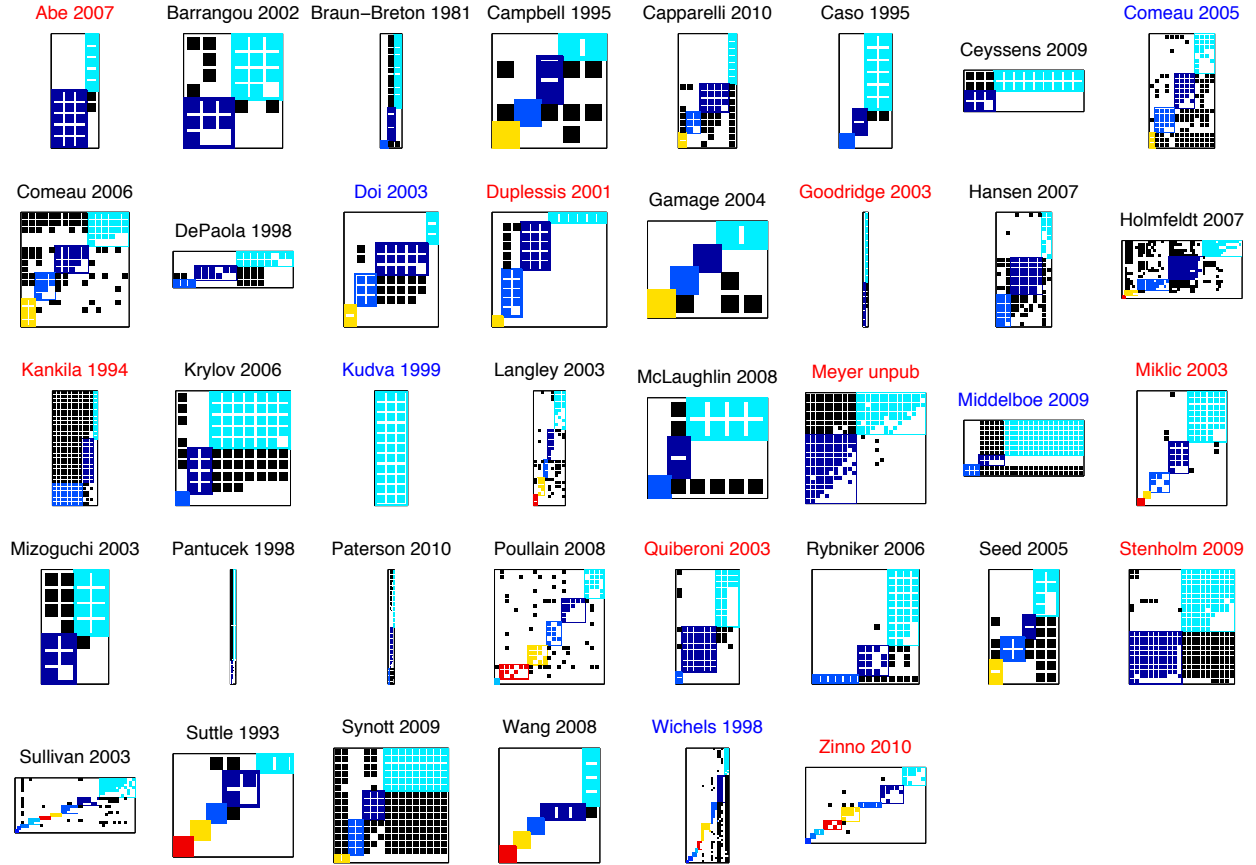 Abe 2007
Barrangou 2002
Braun−Breton 1981
Campbell 1995
Capparelli 2010
Caso 1995
Ceyssens 2009
Comeau 2005
Comeau 2006
DePaola 1998
Doi 2003
Duplessis 2001
Gamage 2004
Goodridge 2003
Hansen 2007
Holmfeldt 2007
Kankila 1994
Krylov 2006
Kudva 1999
Langley 2003
McLaughlin 2008
Meyer unpub
Middelboe 2009
Miklic 2003
Mizoguchi 2003
Pantucek 1998
Paterson 2010
Poullain 2008
Quiberoni 2003
Rybniker 2006
Seed 2005
Stenholm 2009
Sullivan 2003
Suttle 1993
Synott 2009
Wang 2008
Wichels 1998
Zinno 2010